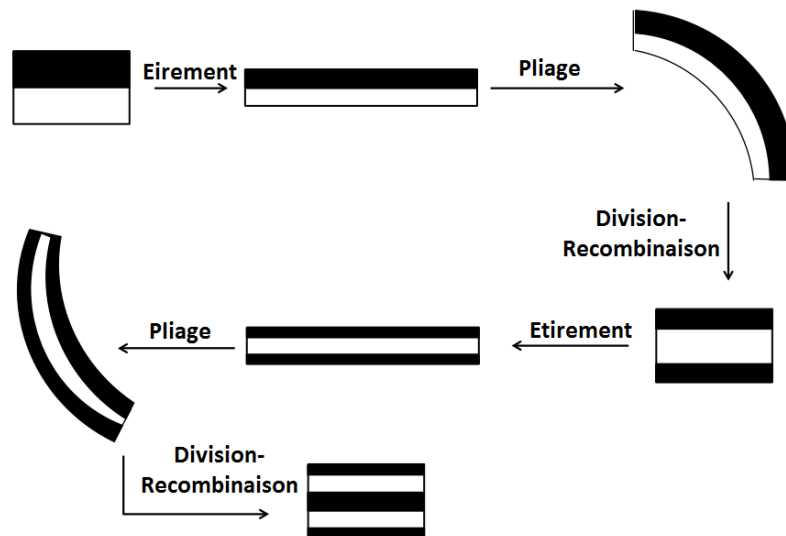 Eirement
Pliage
Division-
Recombinaison
Etirement
Pliage
Division-
Recombinaison